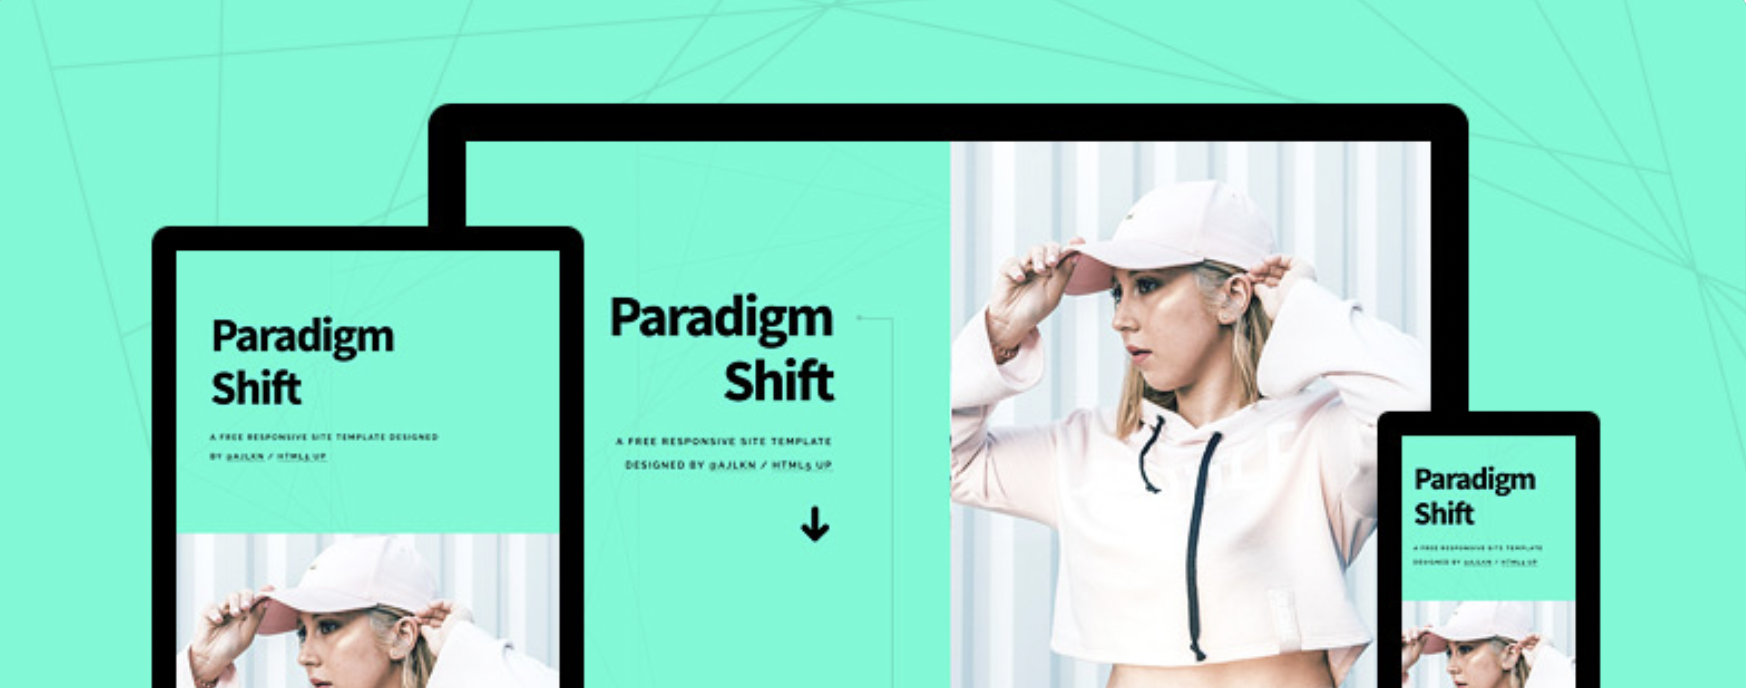 Paradigm
Shift
A FREE RESPONSIVE SITE TEMPLATE DESIGNED
BY @AJLKN / HTML5 UP
Paradigm
Shift
A FREE RESPONSIVE SITE TEMPLATE
DESIGNED BY @AJLKN / HTML5 UP
Paradigm
Shift
A FREE RESPONSIVE SITE TEMPLATE
DESIGNED BY @AJLKN / HTML5 UP